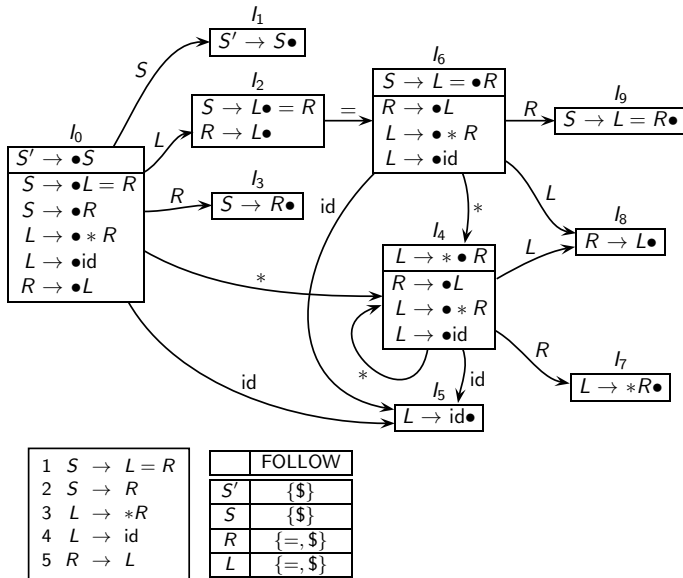 I1
S′ → S●
S
I6
S → L = ●R
I2
S → L● = R
R → L●
=
R → ●L
L → ● * R
L → ●id
R
I9
S → L = R●
I0
S′ → ●S
S → ●L = R
S → ●R
L → ● * R
L → ●id
R → ●L
L
R
I3
S → R●
id
*
L
I8
R → L●
I4
L → * ● R
R → ●L
L → ● * R
L → ●id
L
*
*
R
I7
L → *R●
id
id
I5
L → id●
1 S → L = R
2 S → R
3 L → *R
4 L → id
5 R → L
FOLLOW
S′ {$}
S {$}
R {=, $}
L {=, $}